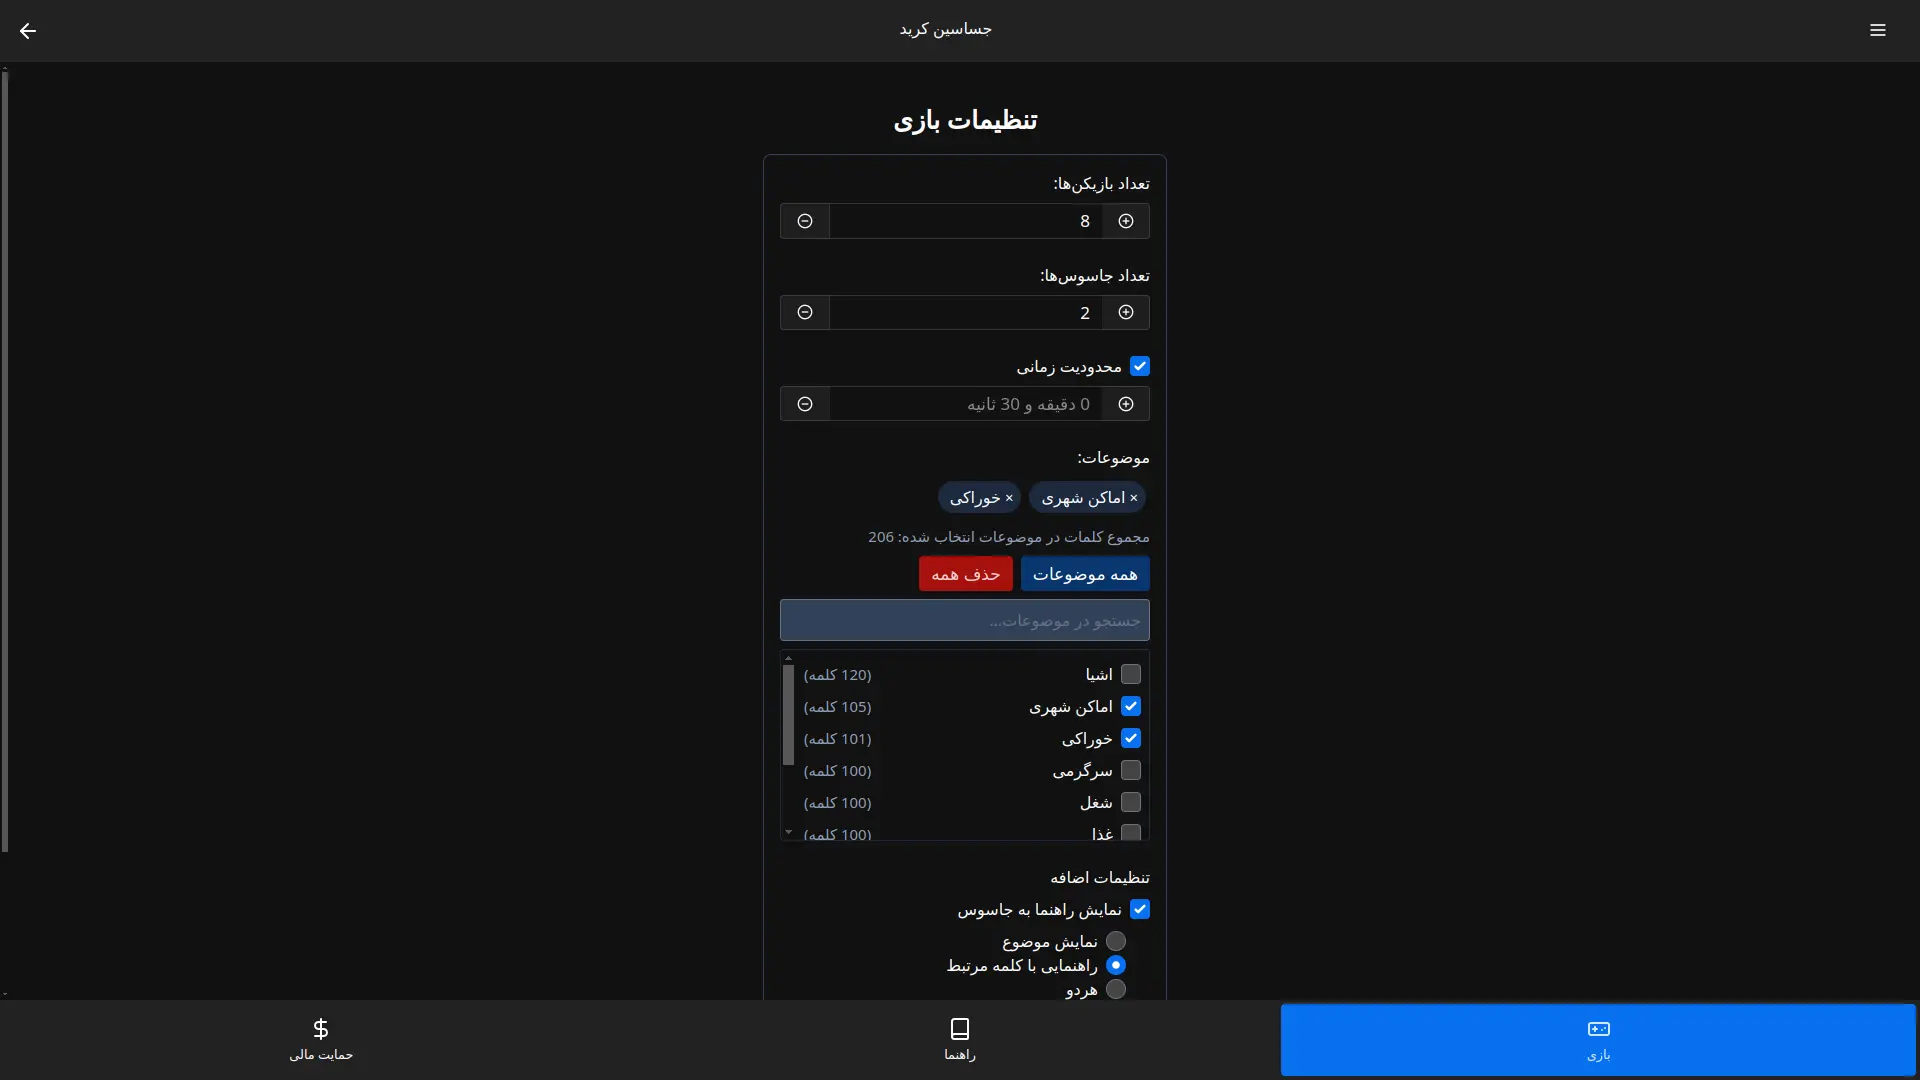 جساسین کرید
تنظیمات بازی
تعداد بازیکن‌ها:
8
تعداد جاسوس‌ها:
2
محدودیت زمانی
0 دقیقه و 30 ثانیه
موضوعات:
× اماکن شهری × خوراکی
مجموع کلمات در موضوعات انتخاب شده: 206
همه موضوعات حذف همه
جستجو در موضوعات...
اشیا (120 کلمه)
اماکن شهری (105 کلمه)
خوراکی (101 کلمه)
سرگرمی (100 کلمه)
شغل (100 کلمه)
غذا (100 کلمه)
تنظیمات اضافه
نمایش راهنما به جاسوس
نمایش موضوع
راهنمایی با کلمه مرتبط
هردو
بازی راهنما حمایت مالی